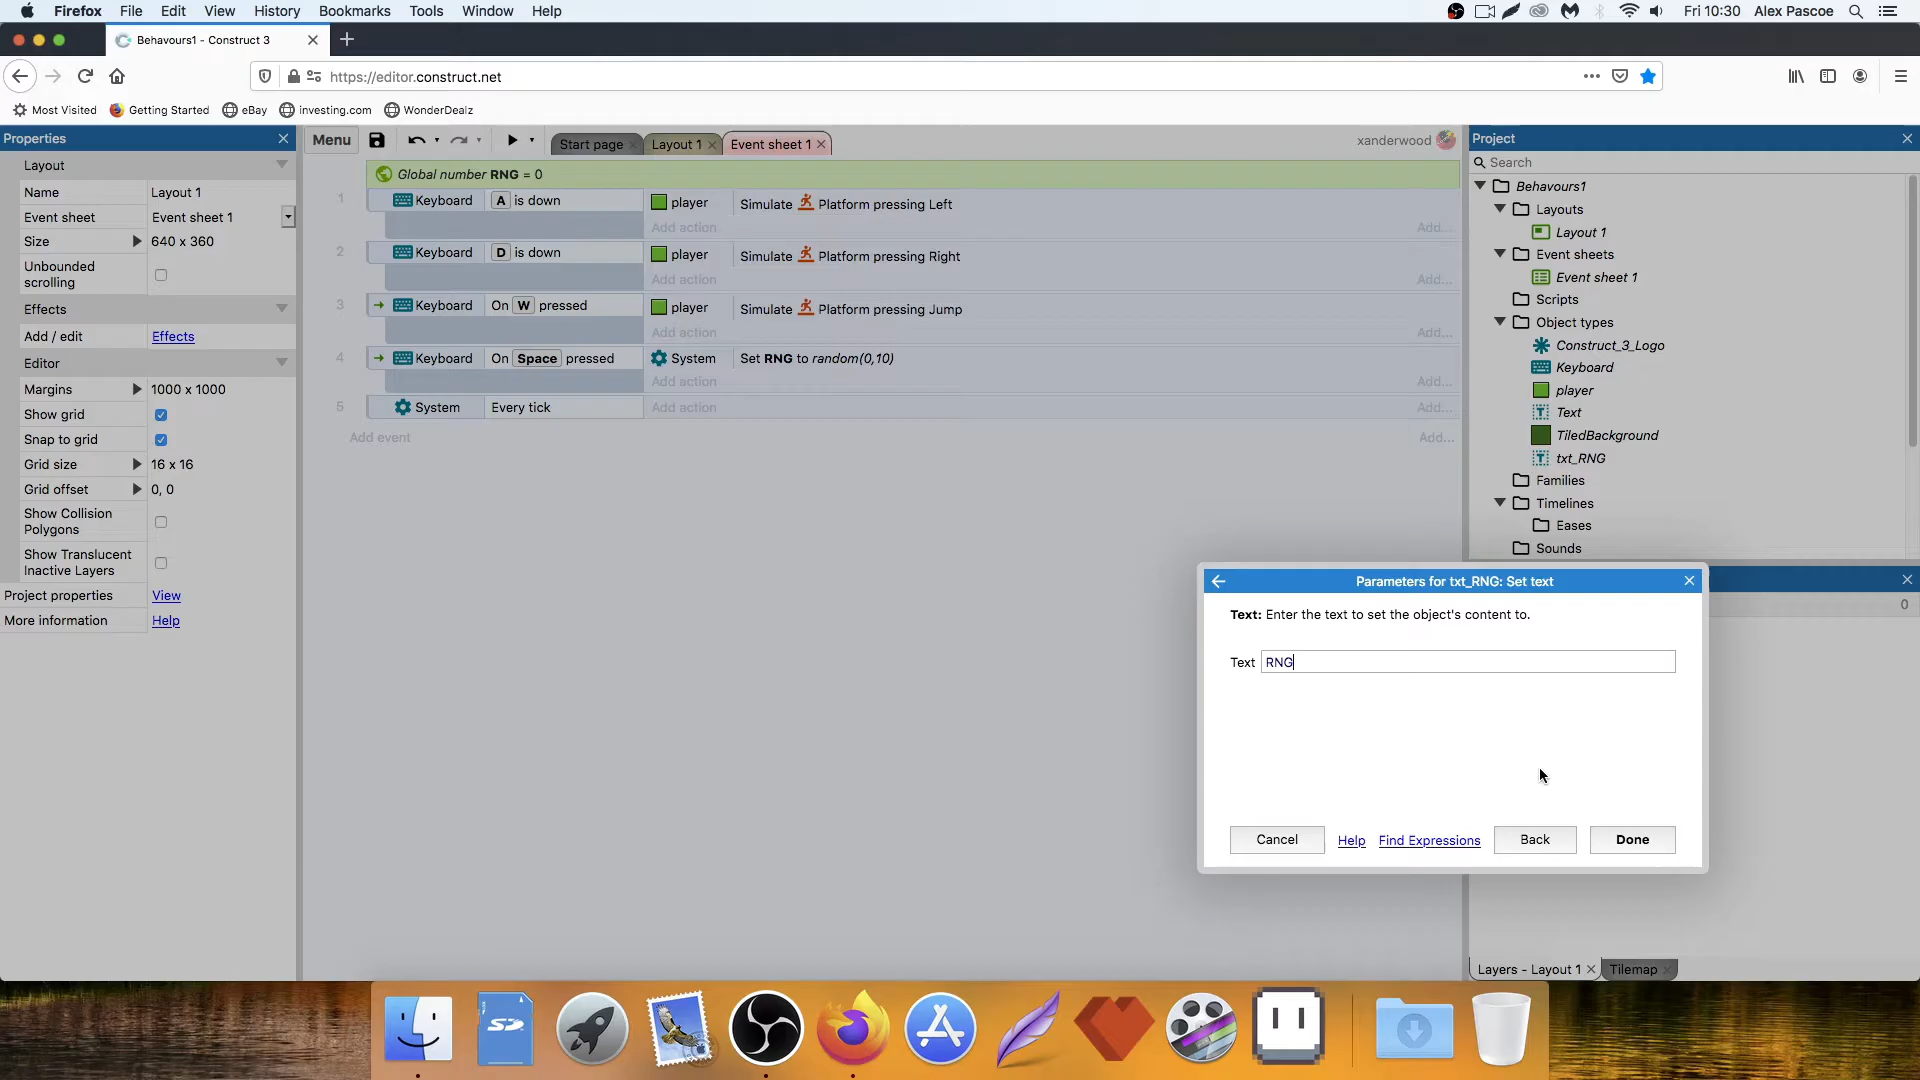 Firefox File Edit View History Bookmarks Tools Window Help Fri 10:30 Alex Pascoe
Behavours1 - Construct 3
https://editor.construct.net
Most Visited Getting Started eBay investing.com WonderDealz
Properties
Layout
Name Layout 1
Event sheet Event sheet 1
Size 640 x 360
Unbounded
scrolling
Effects
Add / edit Effects
Editor
Margins 1000 x 1000
Show grid
Snap to grid
Grid size 16 x 16
Grid offset 0, 0
Show Collision
Polygons
Show Translucent
Inactive Layers
Project properties View
More information Help
Menu Start page Layout 1 Event sheet 1 xanderwood
Global number RNG = 0
1 Keyboard A is down player Simulate Platform pressing Left
Add action Add...
2 Keyboard D is down player Simulate Platform pressing Right
Add action Add...
3 Keyboard On W pressed player Simulate Platform pressing Jump
Add action Add...
4 Keyboard On Space pressed System Set RNG to random(0,10)
Add action Add...
5 System Every tick Add action Add...
Add event Add...
Project
Search
Behavours1
Layouts
Layout 1
Event sheets
Event sheet 1
Scripts
Object types
Construct_3_Logo
Keyboard
player
Text
TiledBackground
txt_RNG
Families
Timelines
Eases
Sounds
0
Parameters for txt_RNG: Set text
Text: Enter the text to set the object's content to.
Text RNG
Cancel Help Find Expressions Back Done
Layers - Layout 1 Tilemap